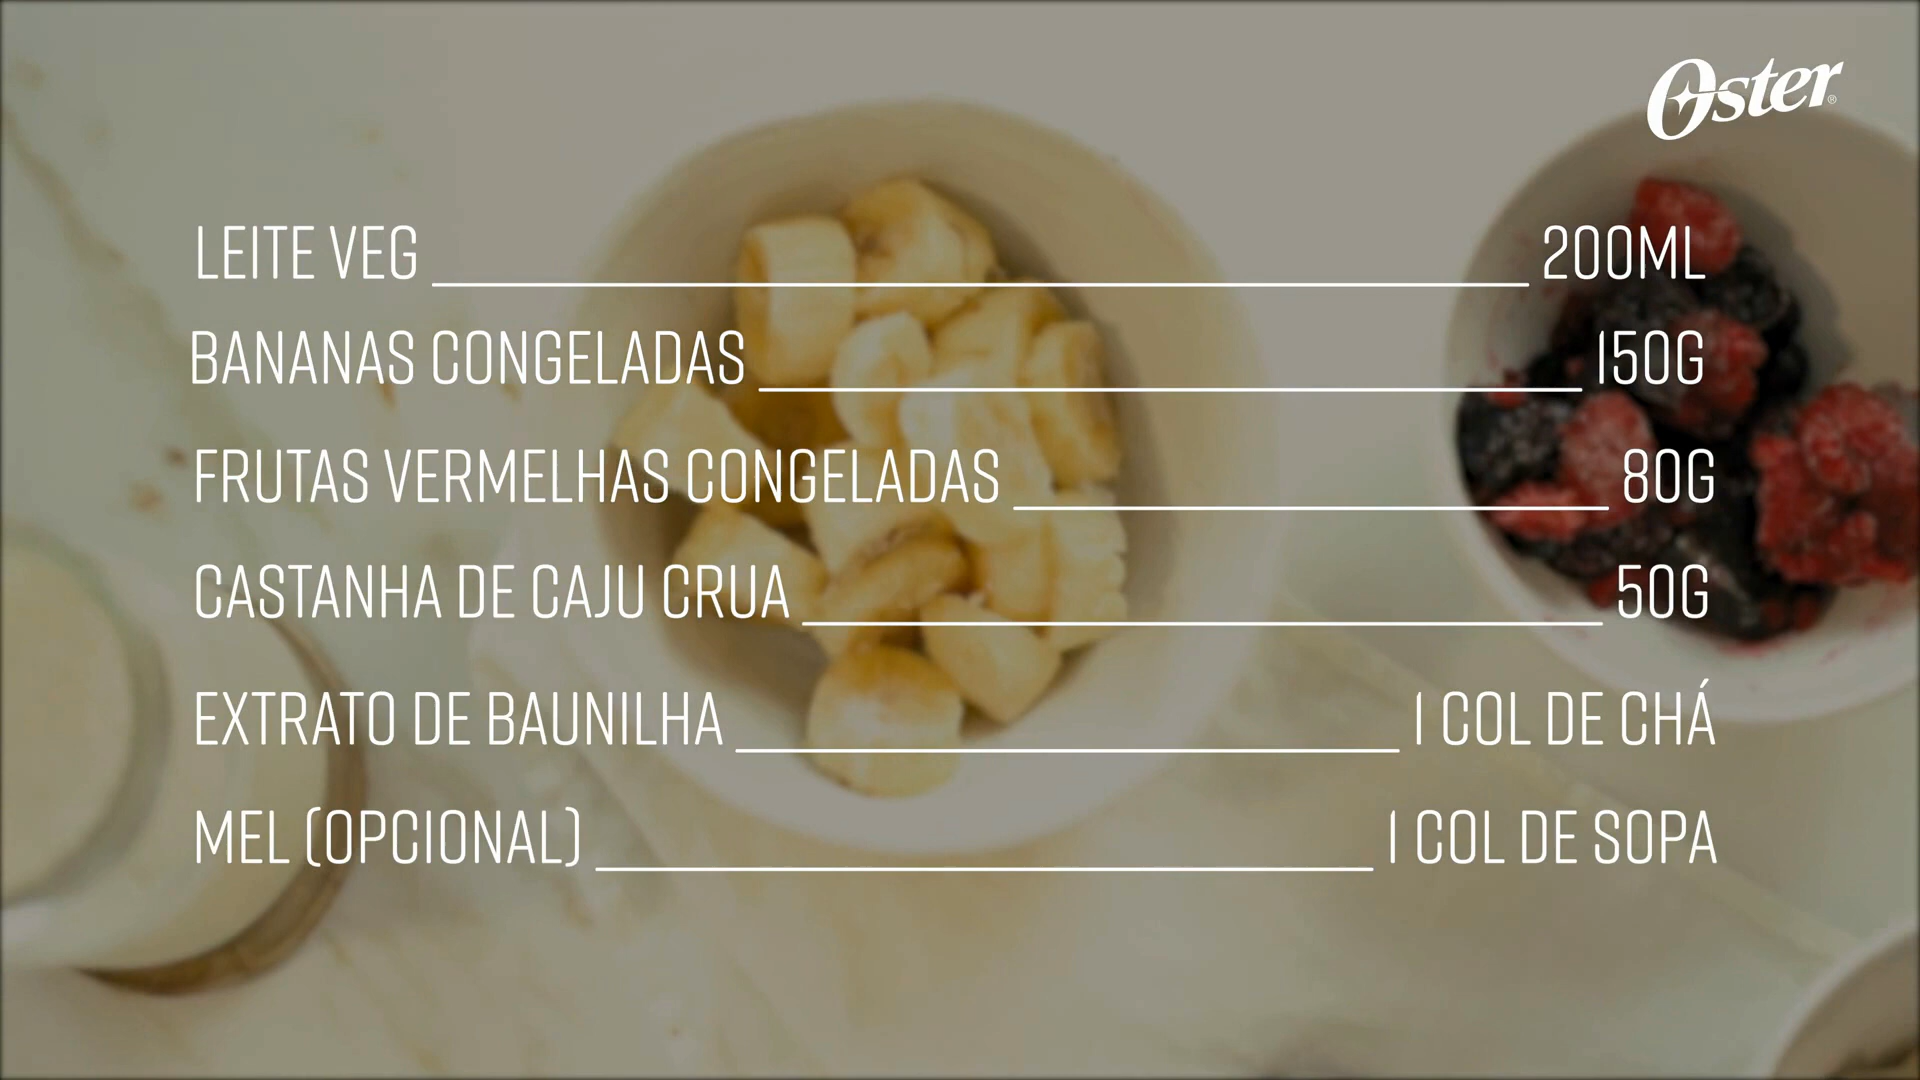 Oster®
LEITE VEG 200ML
BANANAS CONGELADAS 150G
FRUTAS VERMELHAS CONGELADAS 80G
CASTANHA DE CAJU CRUA 50G
EXTRATO DE BAUNILHA 1 COL DE CHÁ
MEL (OPCIONAL) 1 COL DE SOPA